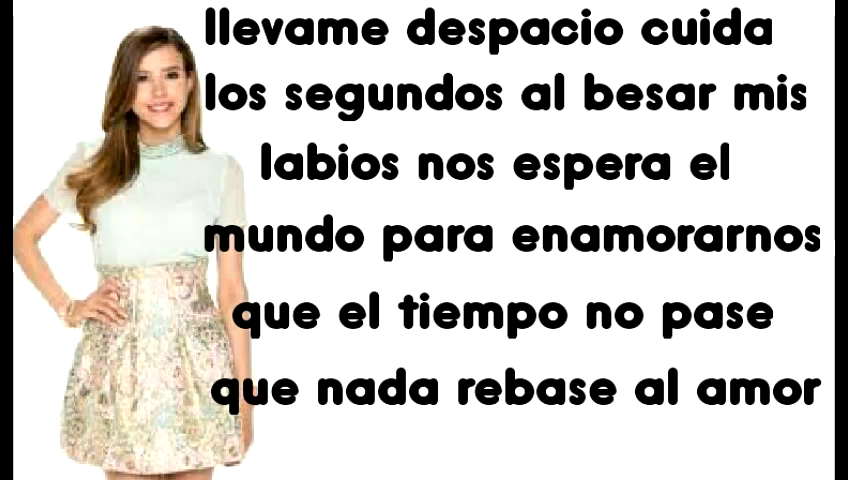 llevame despacio cuida
los segundos al besar mis
labios nos espera el
mundo para enamorarnos
que el tiempo no pase
que nada rebase al amor